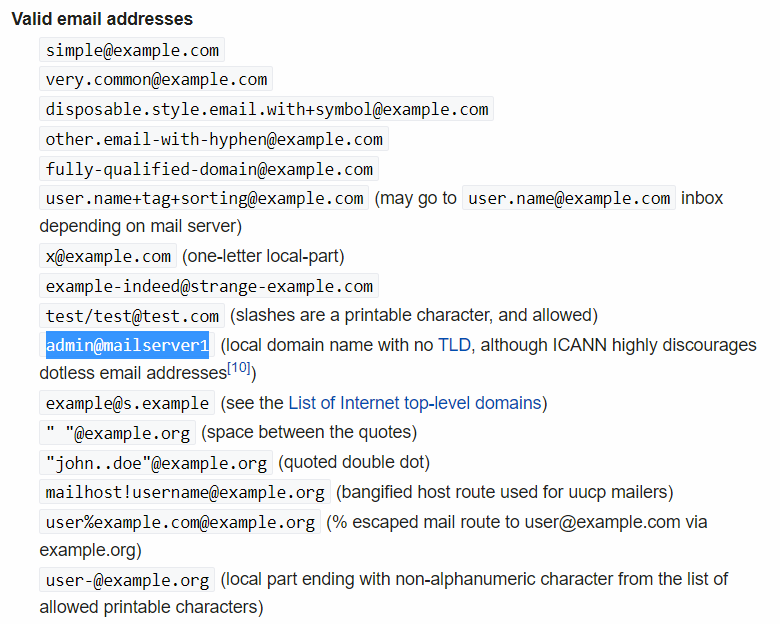 Valid email addresses
simple@example.com
very.common@example.com
disposable.style.email.with+symbol@example.com
other.email-with-hyphen@example.com
fully-qualified-domain@example.com
user.name+tag+sorting@example.com (may go to user.name@example.com inbox
depending on mail server)
x@example.com (one-letter local-part)
example-indeed@strange-example.com
test/test@test.com (slashes are a printable character, and allowed)
admin@mailserver1 (local domain name with no TLD, although ICANN highly discourages
dotless email addresses[10])
example@s.example (see the List of Internet top-level domains)
" "@example.org (space between the quotes)
"john..doe"@example.org (quoted double dot)
mailhost!username@example.org (bangified host route used for uucp mailers)
user%example.com@example.org (% escaped mail route to user@example.com via
example.org)
user-@example.org (local part ending with non-alphanumeric character from the list of
allowed printable characters)